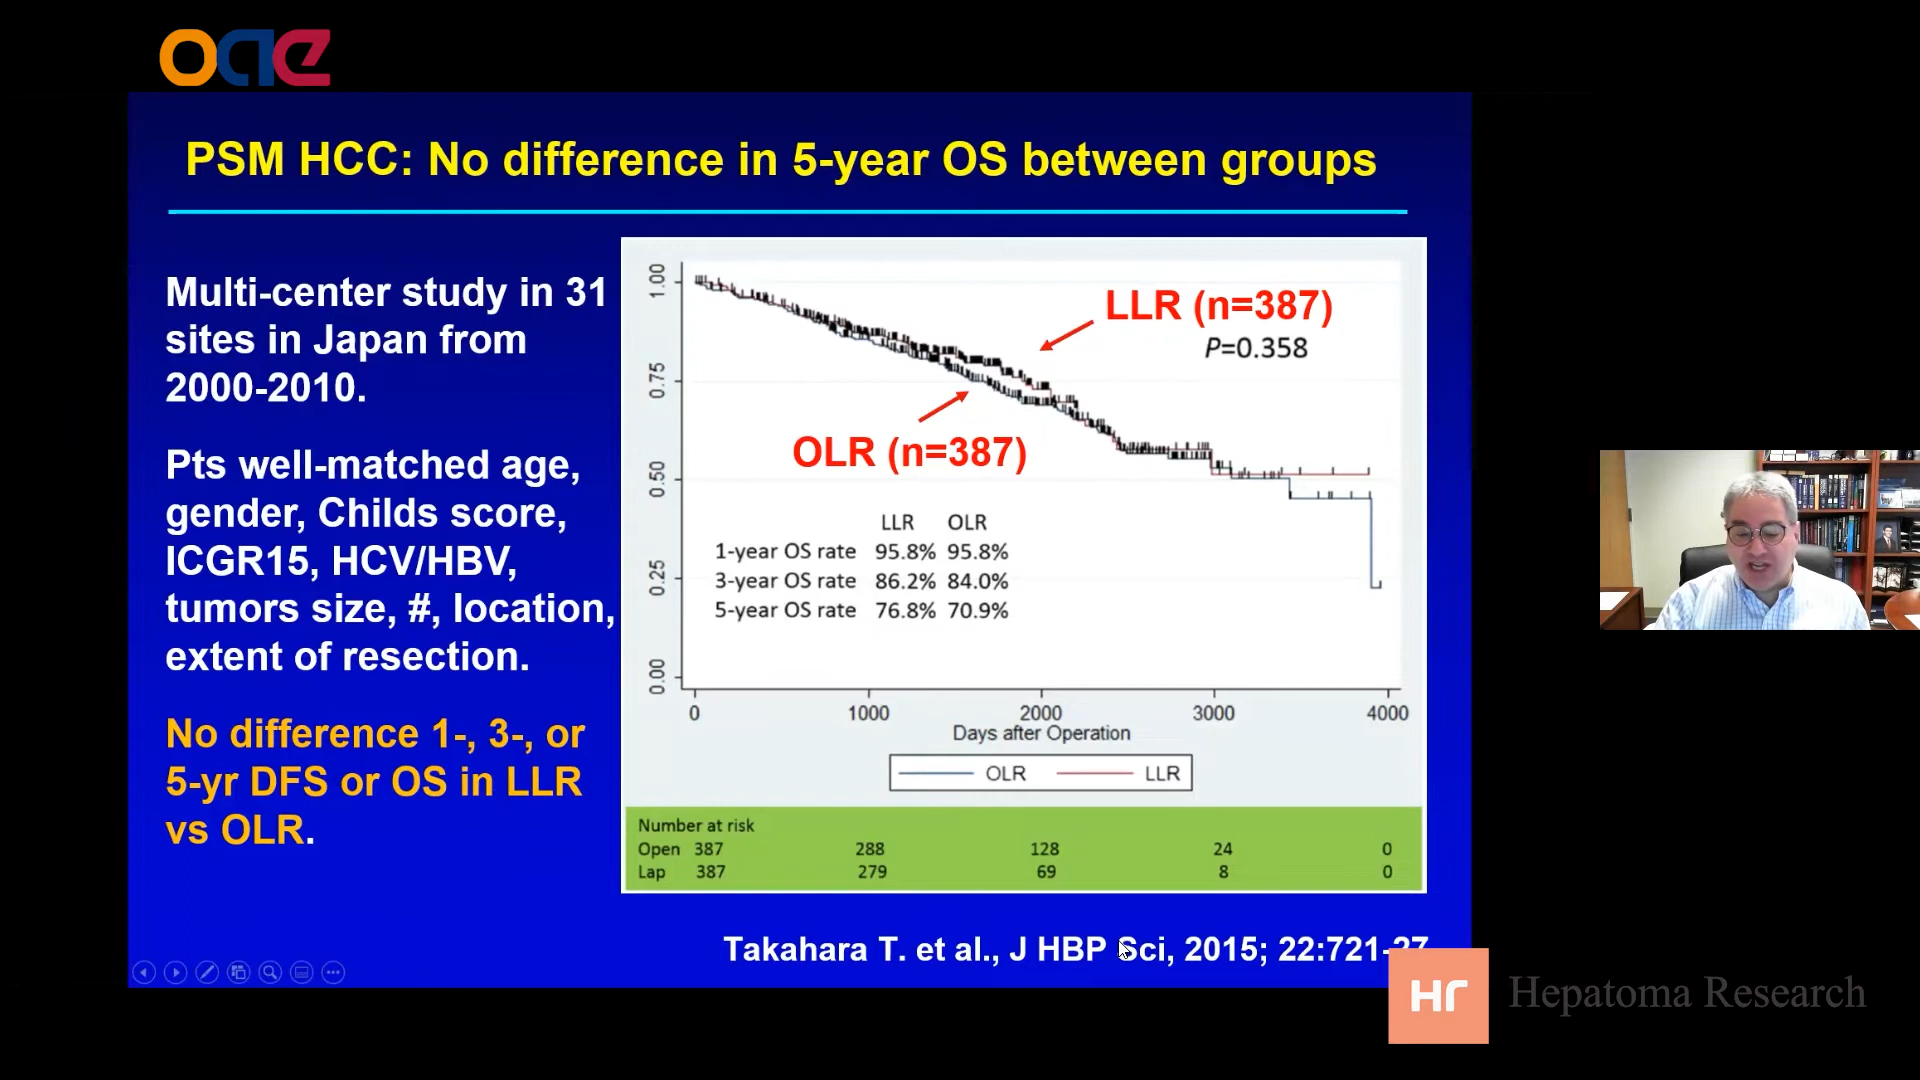 oae
PSM HCC: No difference in 5-year OS between groups
Multi-center study in 31
sites in Japan from
2000-2010.
Pts well-matched age,
gender, Childs score,
ICGR15, HCV/HBV,
tumors size, #, location,
extent of resection.
No difference 1-, 3-, or
5-yr DFS or OS in LLR
vs OLR.
1.00
0.75
0.50
0.25
0.00
LLR (n=387)
P=0.358
OLR (n=387)
LLR OLR
1-year OS rate 95.8% 95.8%
3-year OS rate 86.2% 84.0%
5-year OS rate 76.8% 70.9%
0 1000 2000 3000 4000
Days after Operation
OLR LLR
Number at risk
Open 387 288 128 24 0
Lap 387 279 69 8 0
Takahara T. et al., J HBP Sci, 2015; 22:721-27
Hr Hepatoma Research